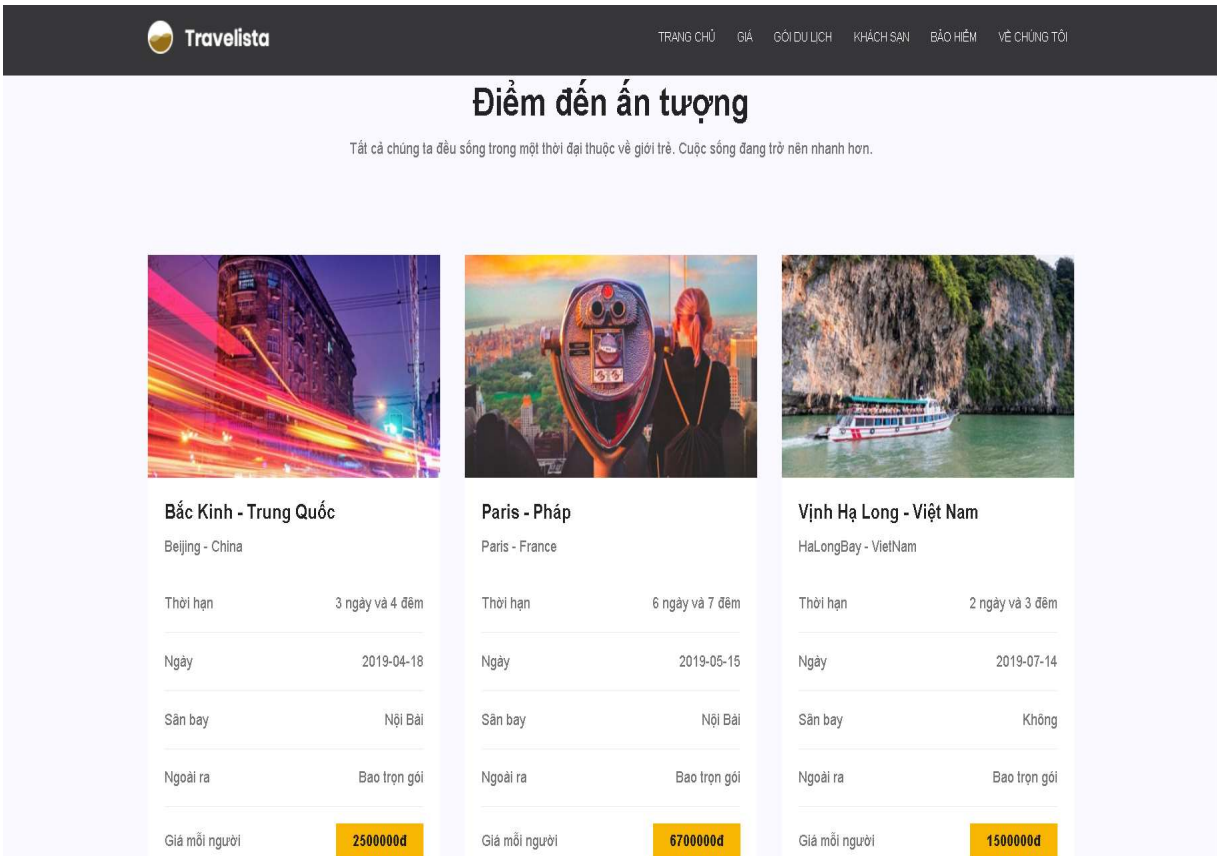 Travelista
TRANG CHỦ GIÁ GÓI DU LỊCH KHÁCH SẠN BẢO HIỂM VỀ CHÚNG TÔI
Điểm đến ấn tượng
Tất cả chúng ta đều sống trong một thời đại thuộc về giới trẻ. Cuộc sống đang trở nên nhanh hơn.
Bắc Kinh - Trung Quốc
Beijing - China
Thời hạn 3 ngày và 4 đêm
Ngày 2019-04-18
Sân bay Nội Bài
Ngoài ra Bao trọn gói
Giá mỗi người 2500000đ
Paris - Pháp
Paris - France
Thời hạn 6 ngày và 7 đêm
Ngày 2019-05-15
Sân bay Nội Bài
Ngoài ra Bao trọn gói
Giá mỗi người 6700000đ
Vịnh Hạ Long - Việt Nam
HaLongBay - VietNam
Thời hạn 2 ngày và 3 đêm
Ngày 2019-07-14
Sân bay Không
Ngoài ra Bao trọn gói
Giá mỗi người 1500000đ